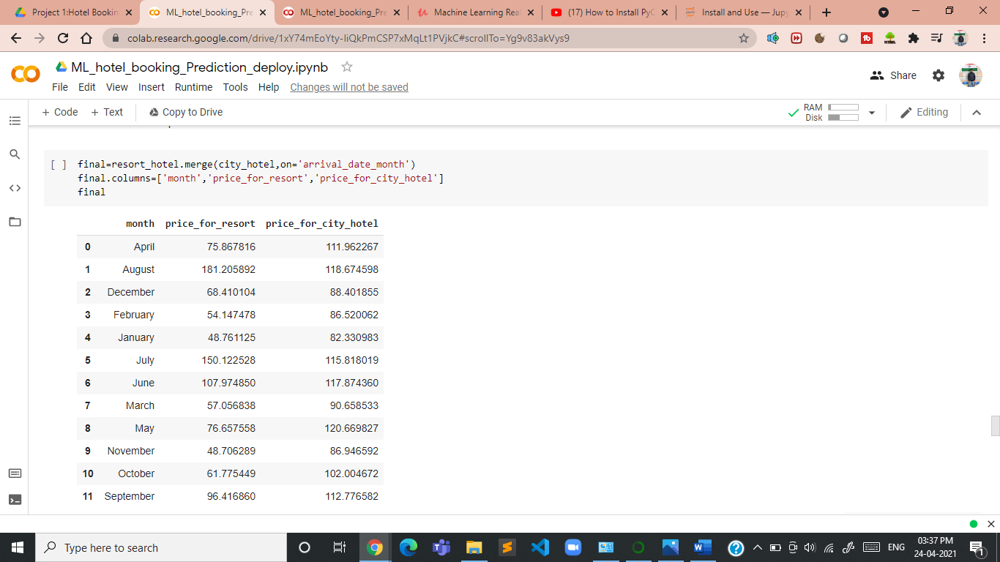 Project 1:Hotel Bookin
ML_hotel_booking_Pre
ML_hotel_booking_Pre
Machine Learning Rea
(17) How to Install PyC
Install and Use — Jupy
colab.research.google.com/drive/1xY74mEoYty-IiQkPmCSP7xMqLt1PVjkC#scrollTo=Yg9v83akVys9
ML_hotel_booking_Prediction_deploy.ipynb
Share
File Edit View Insert Runtime Tools Help Changes will not be saved
+ Code + Text Copy to Drive
RAM
Disk
Editing
[ ] final=resort_hotel.merge(city_hotel,on='arrival_date_month')
final.columns=['month','price_for_resort','price_for_city_hotel']
final
month price_for_resort price_for_city_hotel
0 April 75.867816 111.962267
1 August 181.205892 118.674598
2 December 68.410104 88.401855
3 February 54.147478 86.520062
4 January 48.761125 82.330983
5 July 150.122528 115.818019
6 June 107.974850 117.874360
7 March 57.056838 90.658533
8 May 76.657558 120.669827
9 November 48.706289 86.946592
10 October 61.775449 102.004672
11 September 96.416860 112.776582
Type here to search
ENG
03:37 PM
24-04-2021
1